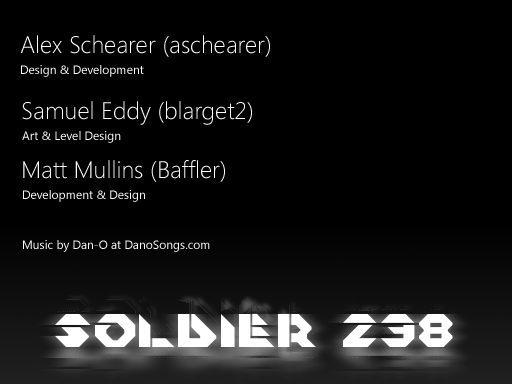 Alex Schearer (aschearer)
Design & Development
Samuel Eddy (blarget2)
Art & Level Design
Matt Mullins (Baffler)
Development & Design
Music by Dan-O at DanoSongs.com
SOLDIER 238